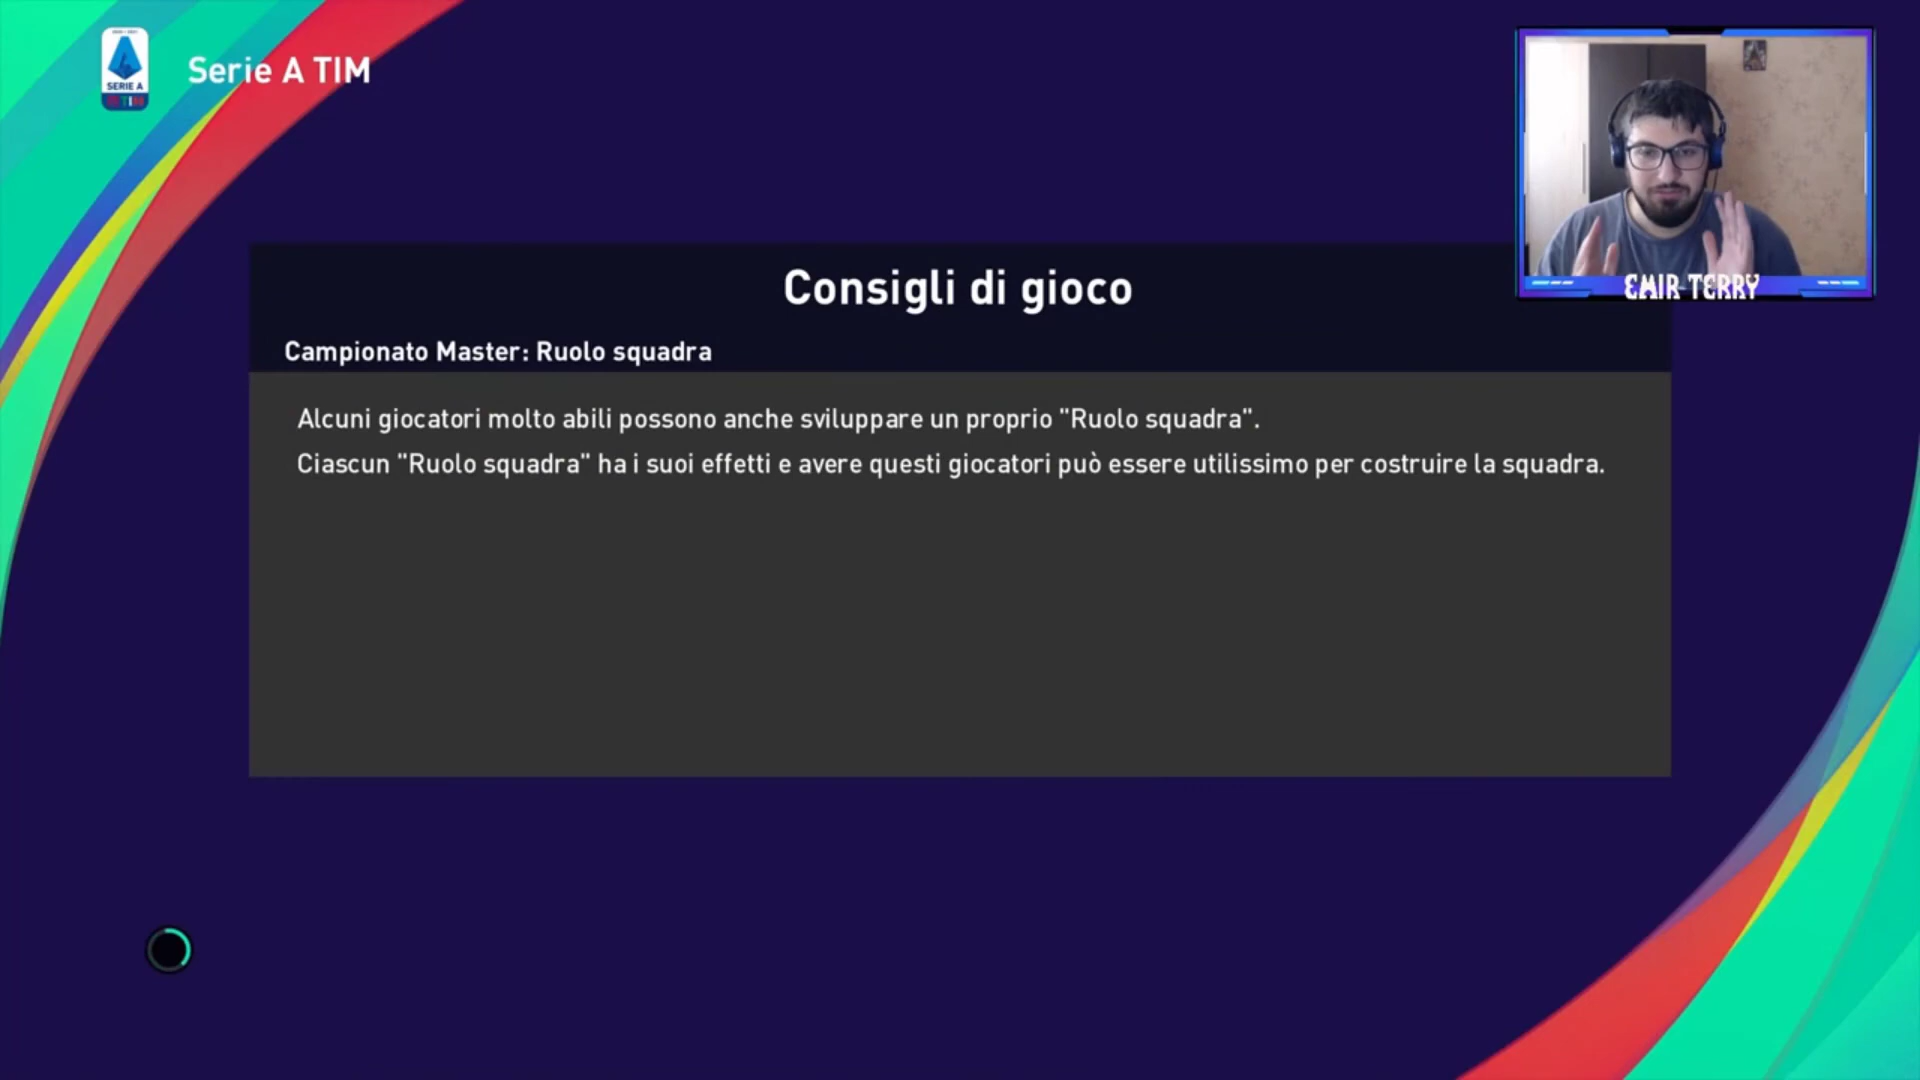 SERIE A
TIM
Serie A TIM
EMIR TERRY
Consigli di gioco
Campionato Master: Ruolo squadra
Alcuni giocatori molto abili possono anche sviluppare un proprio "Ruolo squadra".
Ciascun "Ruolo squadra" ha i suoi effetti e avere questi giocatori può essere utilissimo per costruire la squadra.